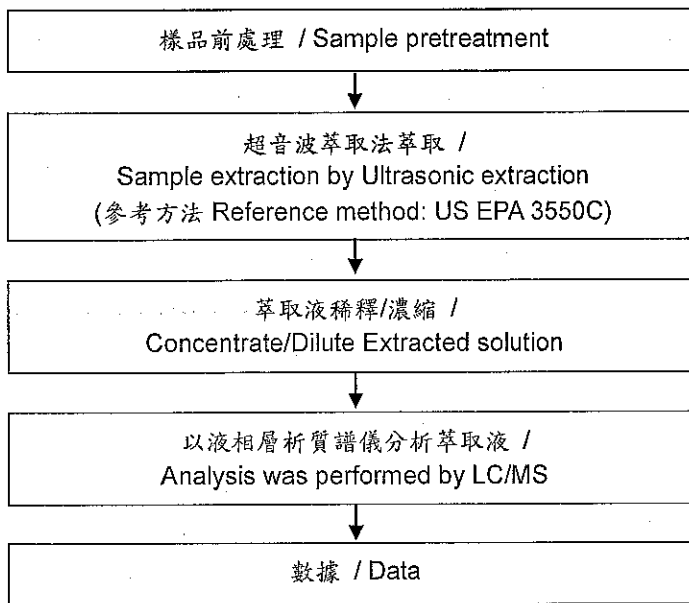 樣品前處理 / Sample pretreatment
超音波萃取法萃取 /
Sample extraction by Ultrasonic extraction
(參考方法 Reference method: US EPA 3550C)
萃取液稀釋/濃縮 /
Concentrate/Dilute Extracted solution
以液相層析質譜儀分析萃取液 /
Analysis was performed by LC/MS
數據 / Data